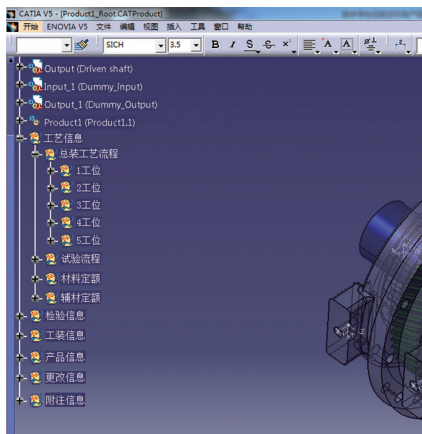 CATIA V5 - [Product1_Root.CATProduct]
开始 ENOVIA V5 文件 编辑 视图 插入 工具 窗口 帮助
SICH 3.5 B I S S x²
Output (Driven shaft)
Input_1 (Dummy_Input)
Output_1 (Dummy_Output)
Product1 (Product1.1)
工艺信息
总装工艺流程
1工位
2工位
3工位
4工位
5工位
试验流程
材料定额
辅材定额
检验信息
工装信息
产品信息
更改信息
附注信息